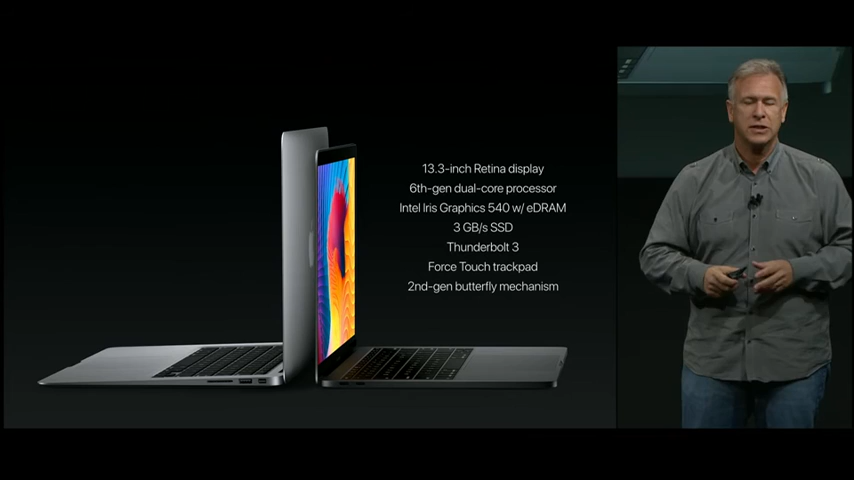 13.3-inch Retina display
6th-gen dual-core processor
Intel Iris Graphics 540 w/ eDRAM
3 GB/s SSD
Thunderbolt 3
Force Touch trackpad
2nd-gen butterfly mechanism